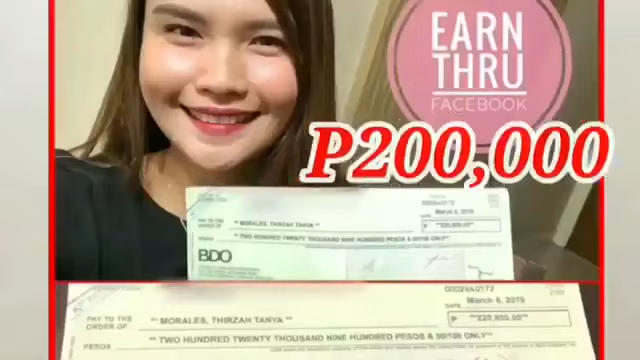 EARN
THRU
FACEBOOK
P200,000
00026A0172
March 6, 2019
PAY TO THE
ORDER OF
** MORALES, THIRZAH TANYA **
P
** TWO HUNDRED TWENTY THOUSAND NINE HUNDRED PESOS & 00/100 ONLY**
BDO
DATE March 6, 2019
PAY TO THE
ORDER OF
** MORALES, THIRZAH TANYA **
P **220,900.00**
PESOS
** TWO HUNDRED TWENTY THOUSAND NINE HUNDRED PESOS & 00/100 ONLY**